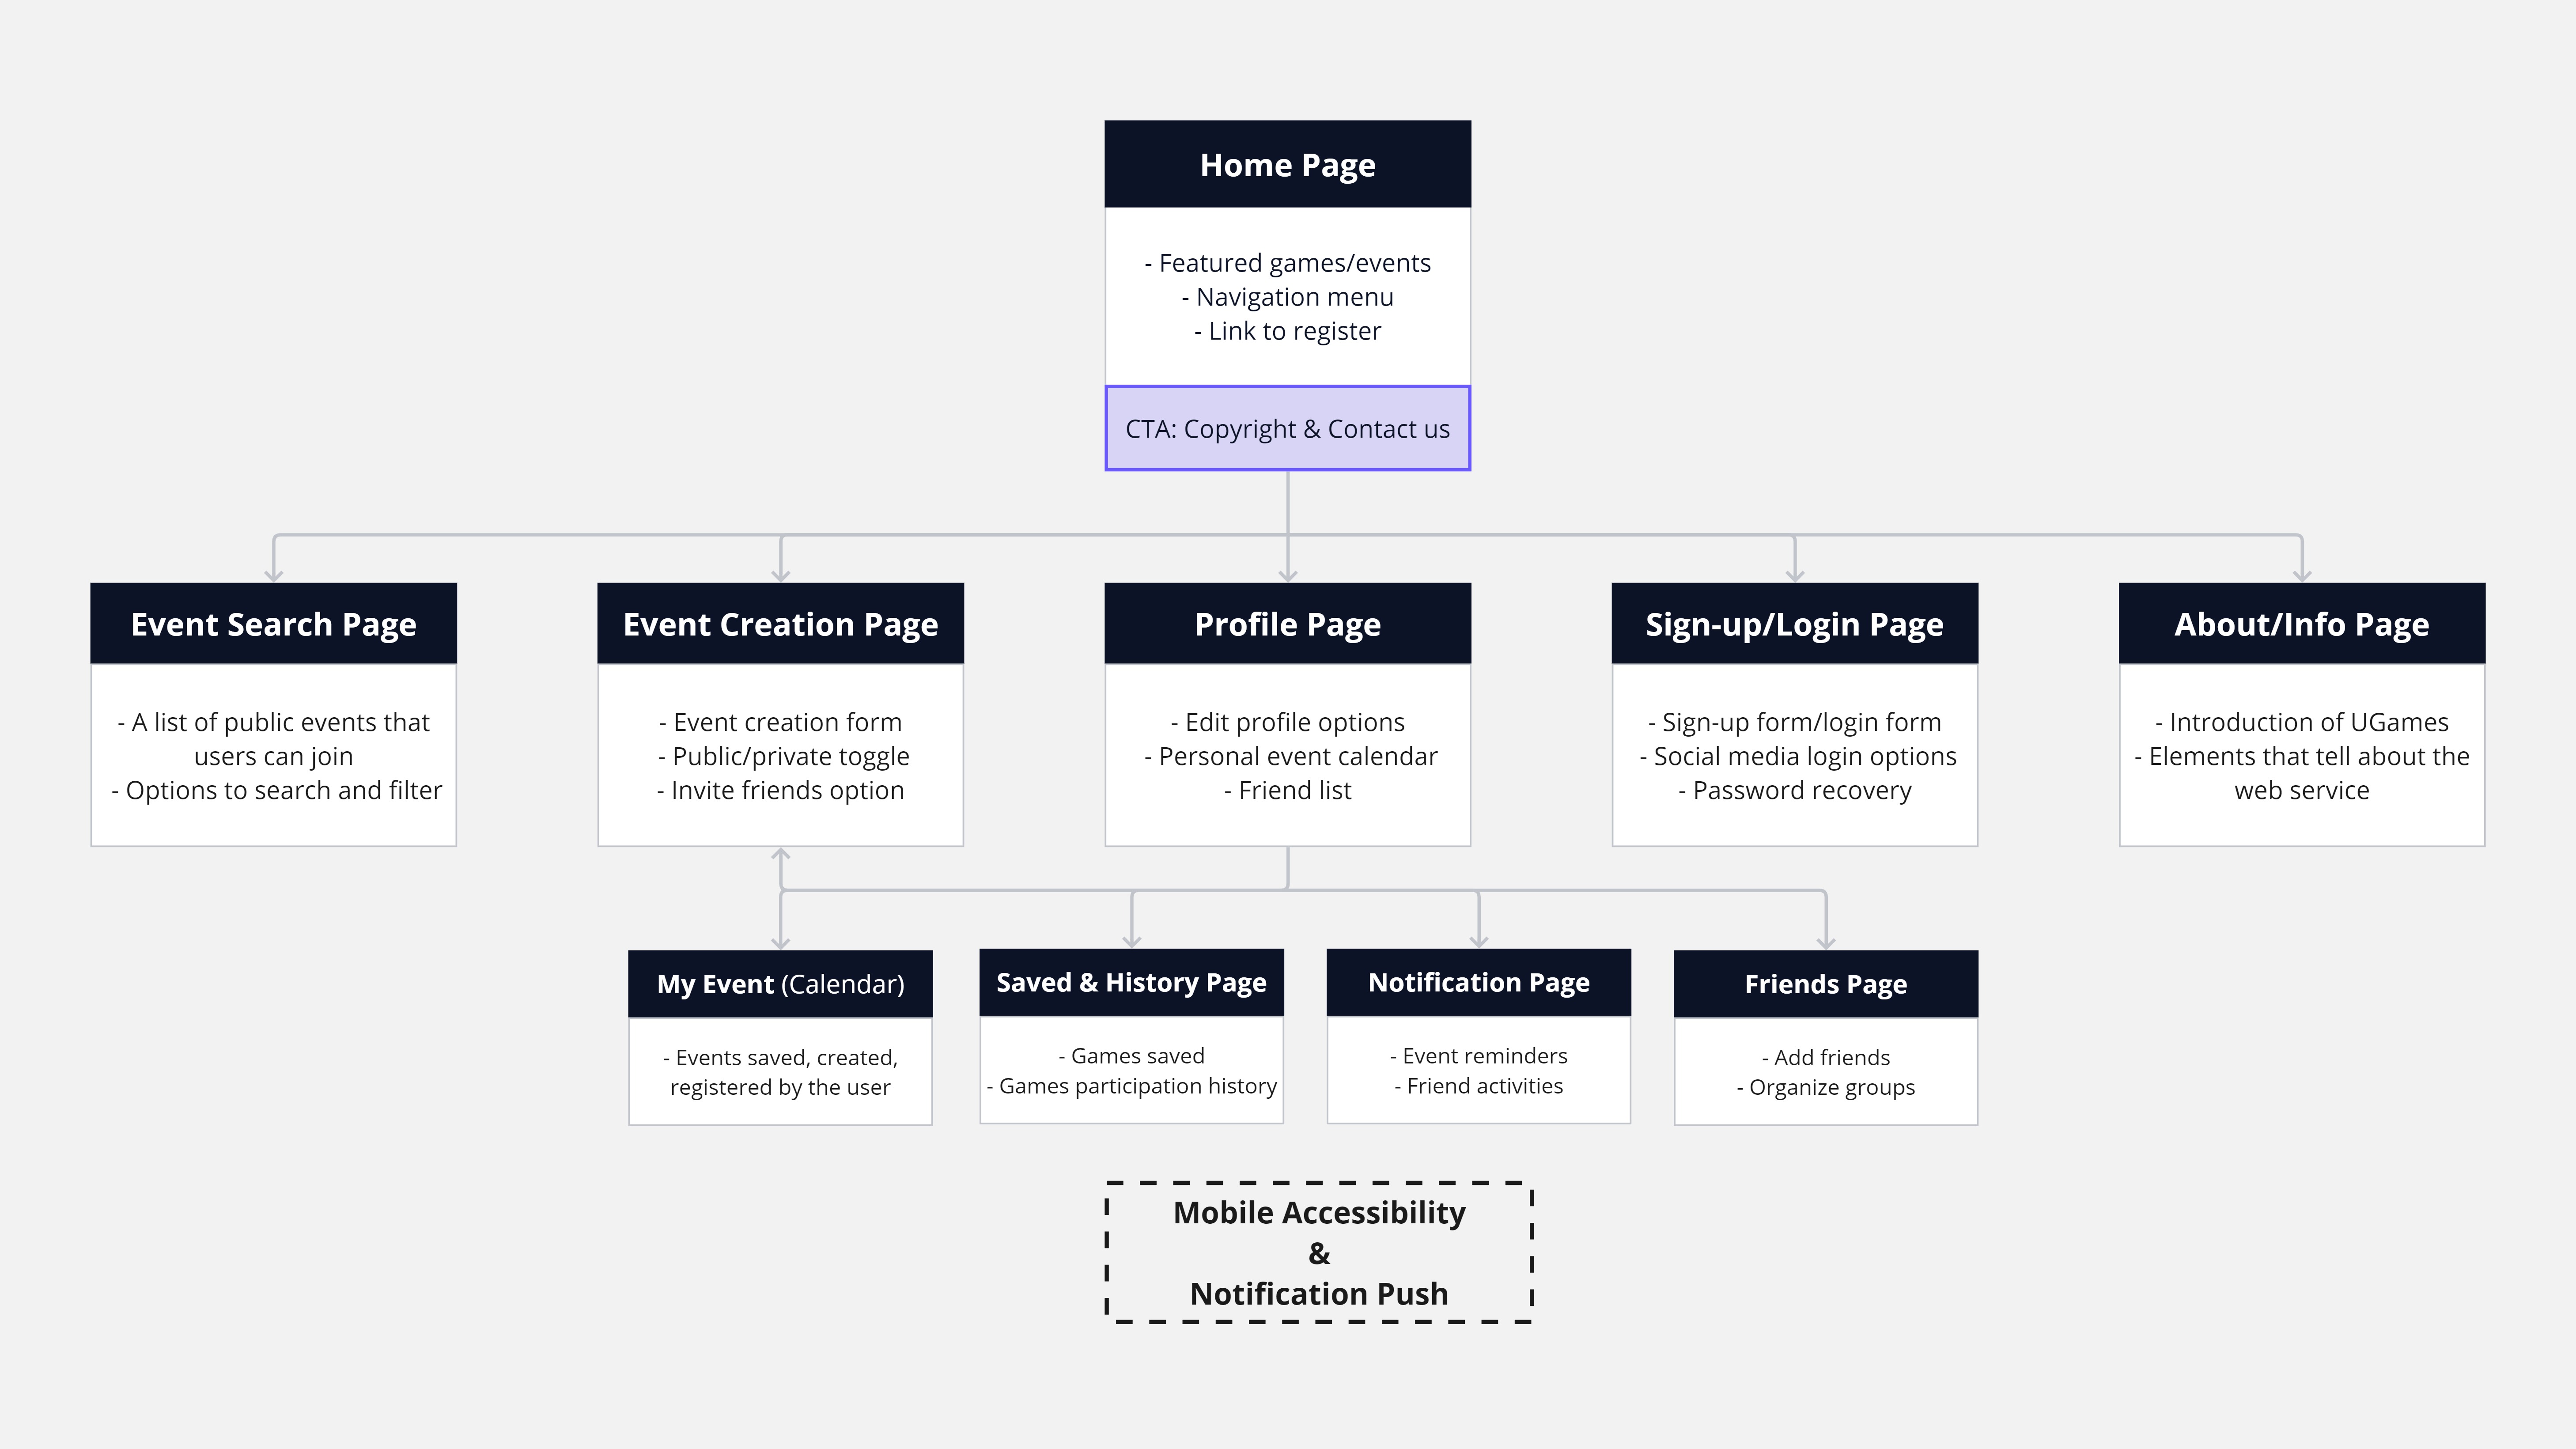 Home Page
- Featured games/events
- Navigation menu
- Link to register
CTA: Copyright & Contact us
Event Search Page
- A list of public events that
users can join
- Options to search and filter
Event Creation Page
- Event creation form
- Public/private toggle
- Invite friends option
Profile Page
- Edit profile options
- Personal event calendar
- Friend list
Sign-up/Login Page
- Sign-up form/login form
- Social media login options
- Password recovery
About/Info Page
- Introduction of UGames
- Elements that tell about the
web service
My Event (Calendar)
- Events saved, created,
registered by the user
Saved & History Page
- Games saved
- Games participation history
Notification Page
- Event reminders
- Friend activities
Friends Page
- Add friends
- Organize groups
Mobile Accessibility
&
Notification Push